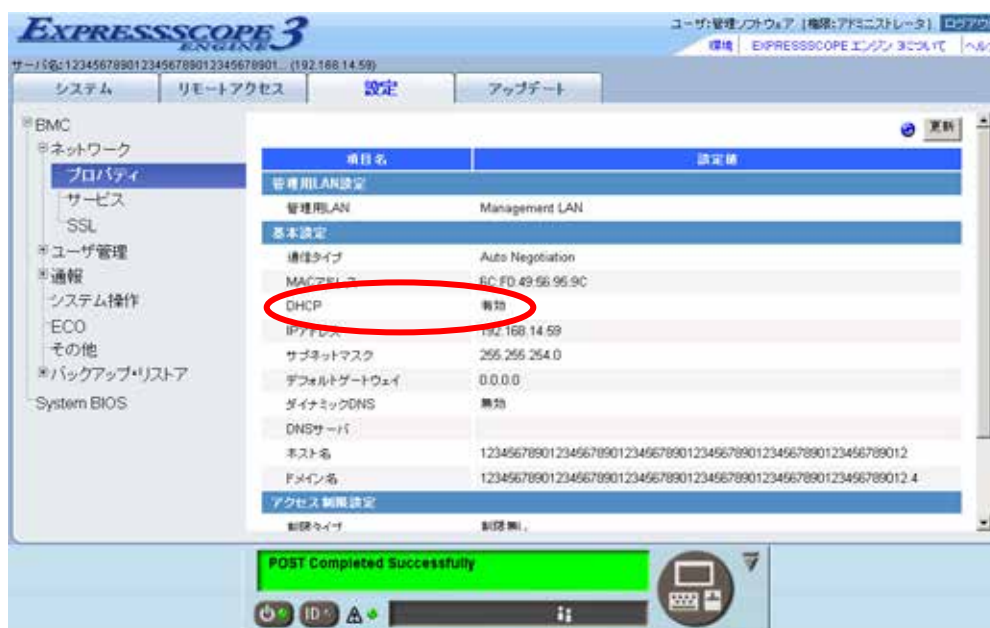 EXPRESSSCOPE
ENGINE 3
ユーザ:管理ソフトウェア [権限:アドミニストレータ] ログアウ
環境 EXPRESSSCOPE エンジン 3について ヘル
サーバ名:1234567890123456789012345678901... (192.168.14.59)
システム リモートアクセス 設定 アップデート
BMC
ネットワーク
プロパティ
サービス
SSL
ユーザ管理
通報
システム操作
ECO
その他
バックアップ・リストア
System BIOS
更新
項目名 設定値
管理用LAN設定
管理用LAN Management LAN
基本設定
通信タイプ Auto Negotiation
MACアドレス 6C:FD:49:56:95:9C
DHCP 有効
IPアドレス 192.168.14.59
サブネットマスク 255.255.254.0
デフォルトゲートウェイ 0.0.0.0
ダイナミックDNS 無効
DNSサーバ
ホスト名
ドメイン名
アクセス制限設定
制限タイプ 制限無し.
POST Completed Successfully
ID